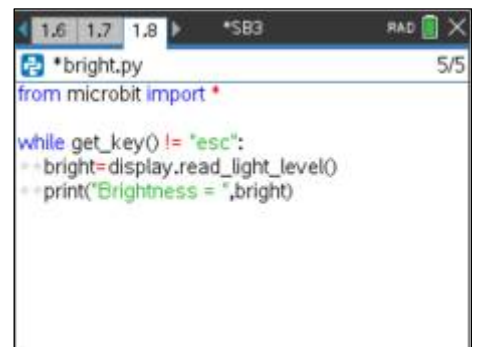 1.6 1.7 1.8 *SB3 RAD
*bright.py 5/5
from microbit import *
while get_key() != "esc":
bright=display.read_light_level()
print("Brightness = ",bright)